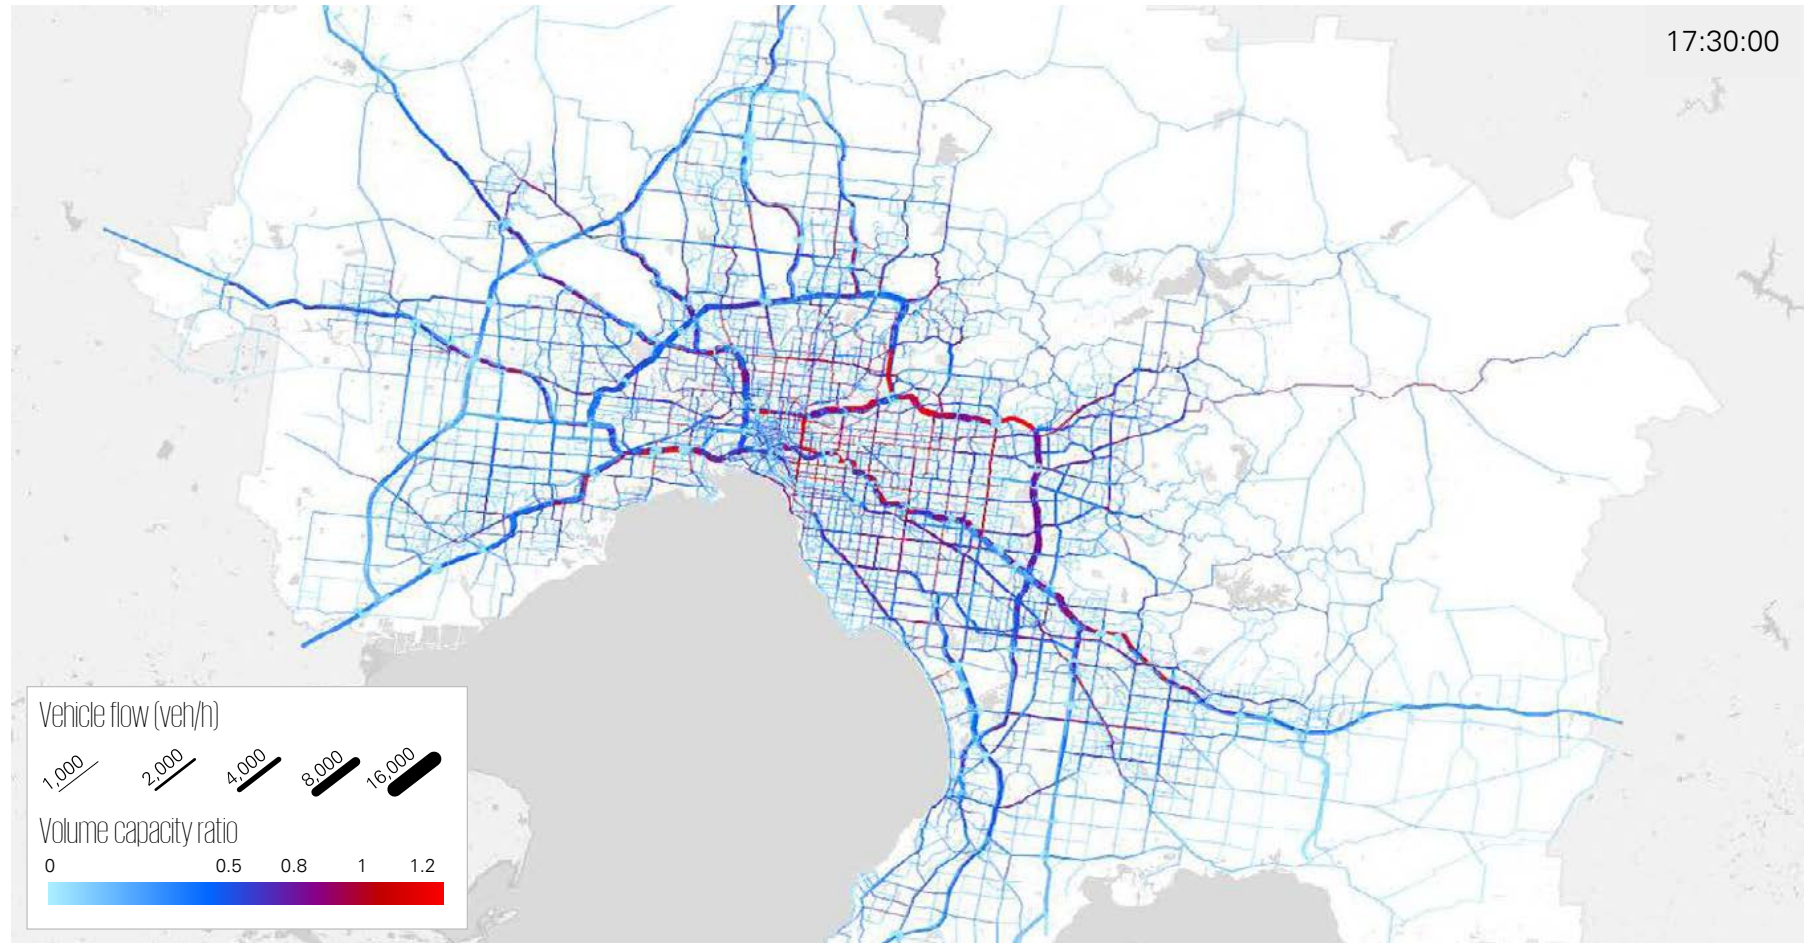 17:30:00
Vehicle flow (veh/h)
1,000 2,000 4,000 8,000 16,000
Volume capacity ratio
0 0.5 0.8 1 1.2